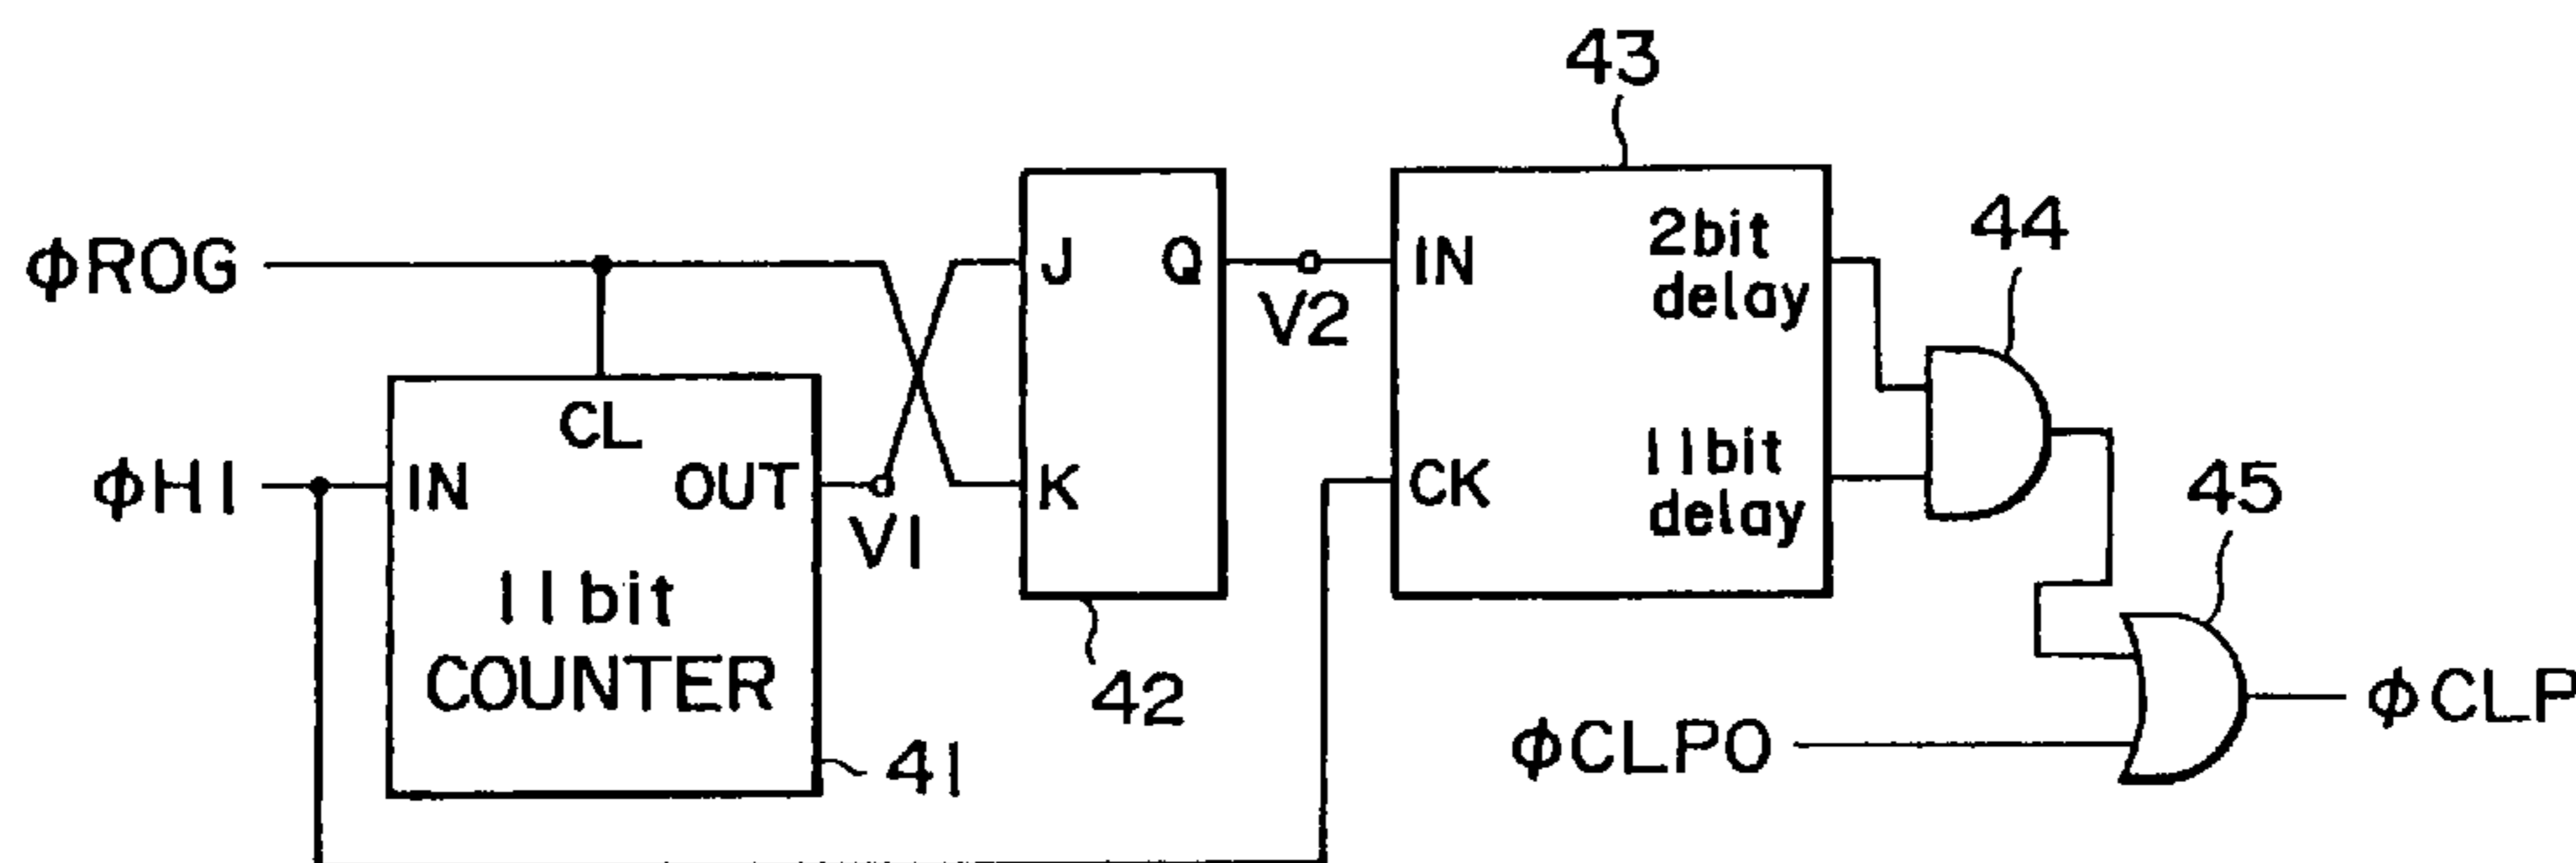 43
44
φROG
J
Q
IN
2bit
delay
V2
CL
φH1
IN
OUT
V1
K
CK
11bit
delay
11bit
COUNTER
41
42
45
φCLPO
φCLP